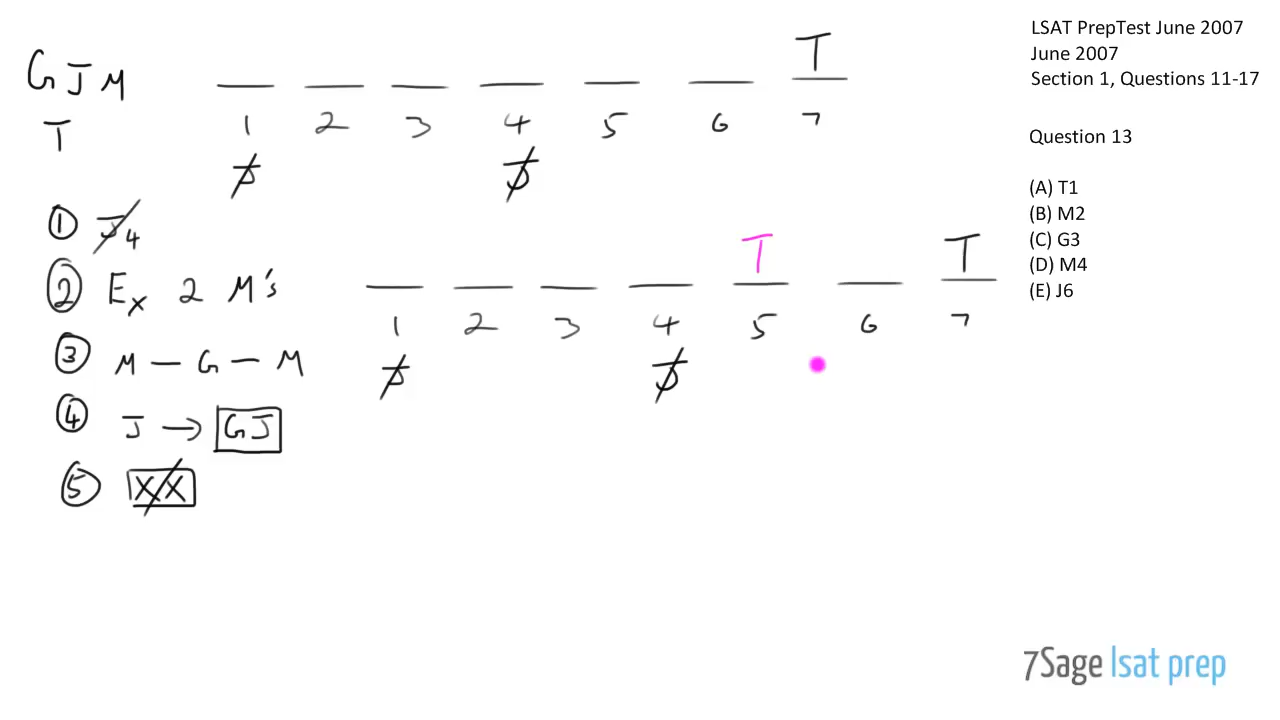 T
G J M
1 2 3 4 5 6 7
T
J J
① J4
② Ex 2 M's
③ M — G — M
④ J → GJ
⑤ XX
T T
1 2 3 4 5 6 7
J J
LSAT PrepTest June 2007
June 2007
Section 1, Questions 11-17
Question 13
(A) T1
(B) M2
(C) G3
(D) M4
(E) J6
7Sage lsat prep